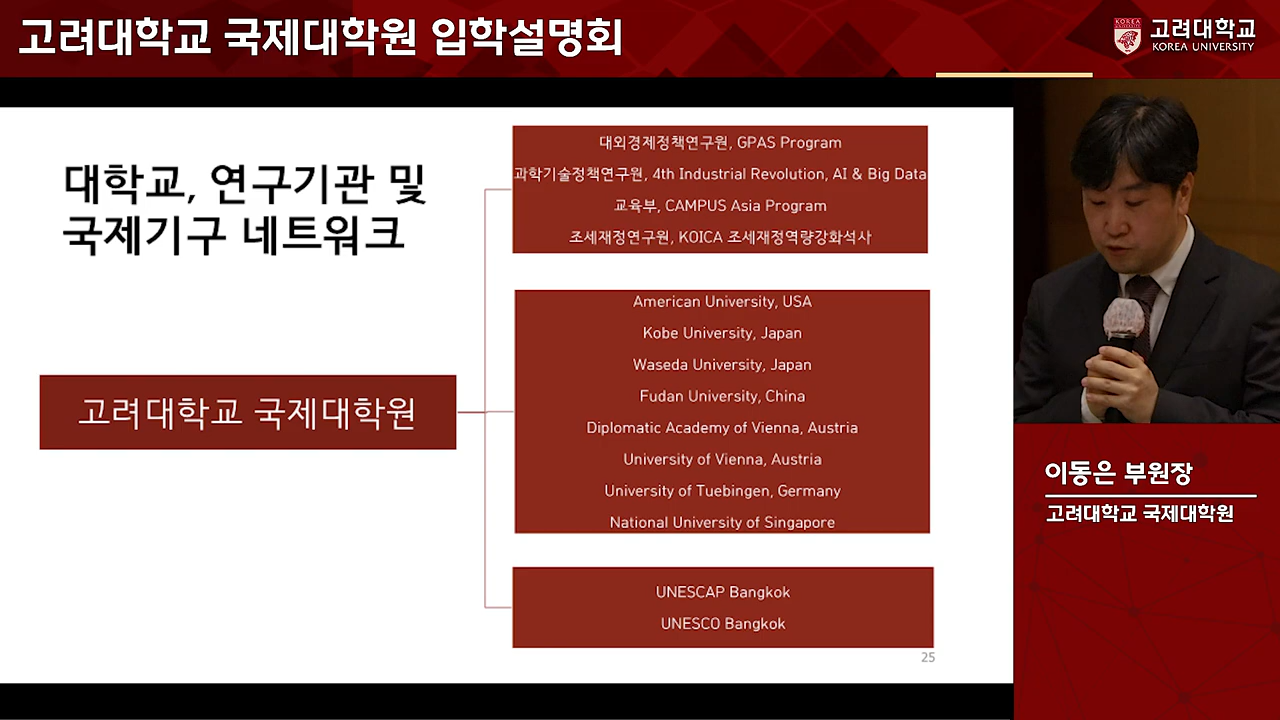 고려대학교 국제대학원 입학설명회
KOREA
고려대학교
KOREA UNIVERSITY
대학교, 연구기관 및
국제기구 네트워크
고려대학교 국제대학원
대외경제정책연구원, GPAS Program
과학기술정책연구원, 4th Industrial Revolution, AI & Big Data
교육부, CAMPUS Asia Program
조세재정연구원, KOICA 조세재정역량강화석사
American University, USA
Kobe University, Japan
Waseda University, Japan
Fudan University, China
Diplomatic Academy of Vienna, Austria
University of Vienna, Austria
University of Tuebingen, Germany
National University of Singapore
UNESCAP Bangkok
UNESCO Bangkok
25
이동은 부원장
고려대학교 국제대학원